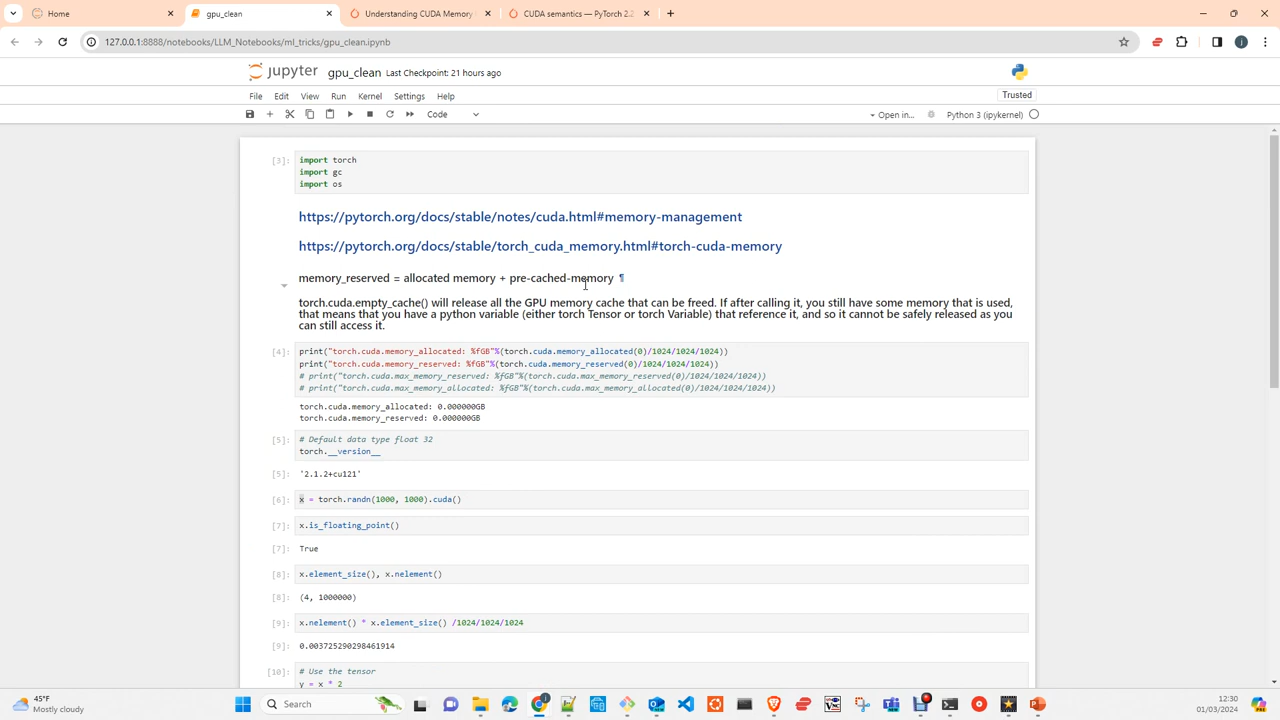 Home
gpu_clean
Understanding CUDA Memory
CUDA semantics — PyTorch 2.2
127.0.0.1:8888/notebooks/LLM_Notebooks/ml_tricks/gpu_clean.ipynb
jupyter gpu_clean Last Checkpoint: 21 hours ago
File Edit View Run Kernel Settings Help
Trusted
Code
Open in...
Python 3 (ipykernel)
[3]:
import torch
import gc
import os
https://pytorch.org/docs/stable/notes/cuda.html#memory-management
https://pytorch.org/docs/stable/torch_cuda_memory.html#torch-cuda-memory
memory_reserved = allocated memory + pre-cached-memory ¶
torch.cuda.empty_cache() will release all the GPU memory cache that can be freed. If after calling it, you still have some memory that is used,
that means that you have a python variable (either torch Tensor or torch Variable) that reference it, and so it cannot be safely released as you
can still access it.
[4]:
print("torch.cuda.memory_allocated: %fGB"%(torch.cuda.memory_allocated(0)/1024/1024/1024))
print("torch.cuda.memory_reserved: %fGB"%(torch.cuda.memory_reserved(0)/1024/1024/1024))
# print("torch.cuda.max_memory_reserved: %fGB"%(torch.cuda.max_memory_reserved(0)/1024/1024/1024))
# print("torch.cuda.max_memory_allocated: %fGB"%(torch.cuda.max_memory_allocated(0)/1024/1024/1024))
torch.cuda.memory_allocated: 0.000000GB
torch.cuda.memory_reserved: 0.000000GB
[5]:
# Default data type float 32
torch.__version__
[5]:
'2.1.2+cu121'
[6]:
x = torch.randn(1000, 1000).cuda()
[7]:
x.is_floating_point()
[7]:
True
[8]:
x.element_size(), x.nelement()
[8]:
(4, 1000000)
[9]:
x.nelement() * x.element_size() /1024/1024/1024
[9]:
0.003725290298461914
[10]:
# Use the tensor
y = x * 2
45°F
Mostly cloudy
Search
12:30
01/03/2024